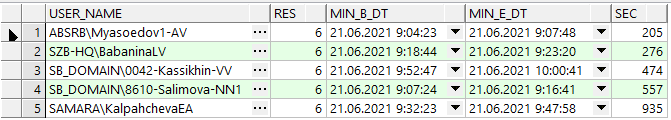 USER_NAME RES MIN_B_DT MIN_E_DT SEC
1 ABSRB\Myasoedov1-AV ... 6 21.06.2021 9:04:23 21.06.2021 9:07:48 205
2 SZB-HQ\BabaninaLV ... 6 21.06.2021 9:18:44 21.06.2021 9:23:20 276
3 SB_DOMAIN\0042-Kassikhin-VV ... 6 21.06.2021 9:52:47 21.06.2021 10:00:41 474
4 SB_DOMAIN\8610-Salimova-NN1 ... 6 21.06.2021 9:07:24 21.06.2021 9:16:41 557
5 SAMARA\KalpahchevaEA ... 6 21.06.2021 9:32:23 21.06.2021 9:47:58 935